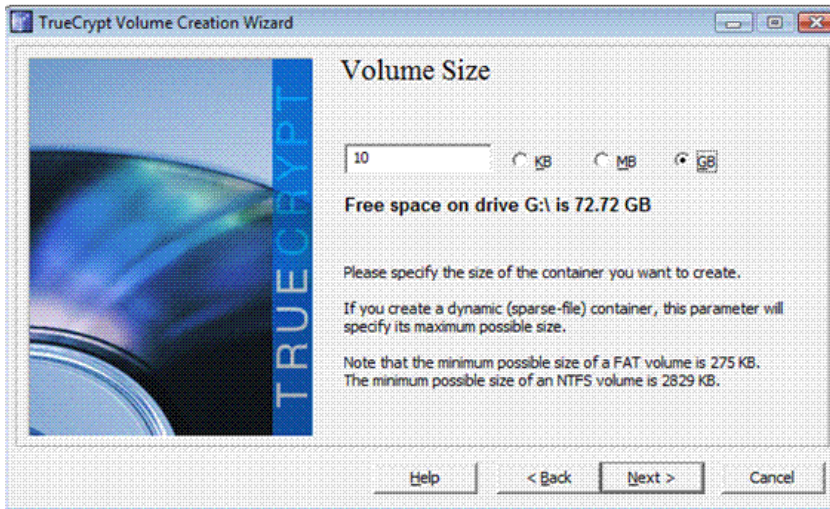 TrueCrypt Volume Creation Wizard
TRUECRYPT
Volume Size
10
KB
MB
GB
Free space on drive G:\ is 72.72 GB
Please specify the size of the container you want to create.
If you create a dynamic (sparse-file) container, this parameter will
specify its maximum possible size.
Note that the minimum possible size of a FAT volume is 275 KB.
The minimum possible size of an NTFS volume is 2829 KB.
Help
< Back
Next >
Cancel